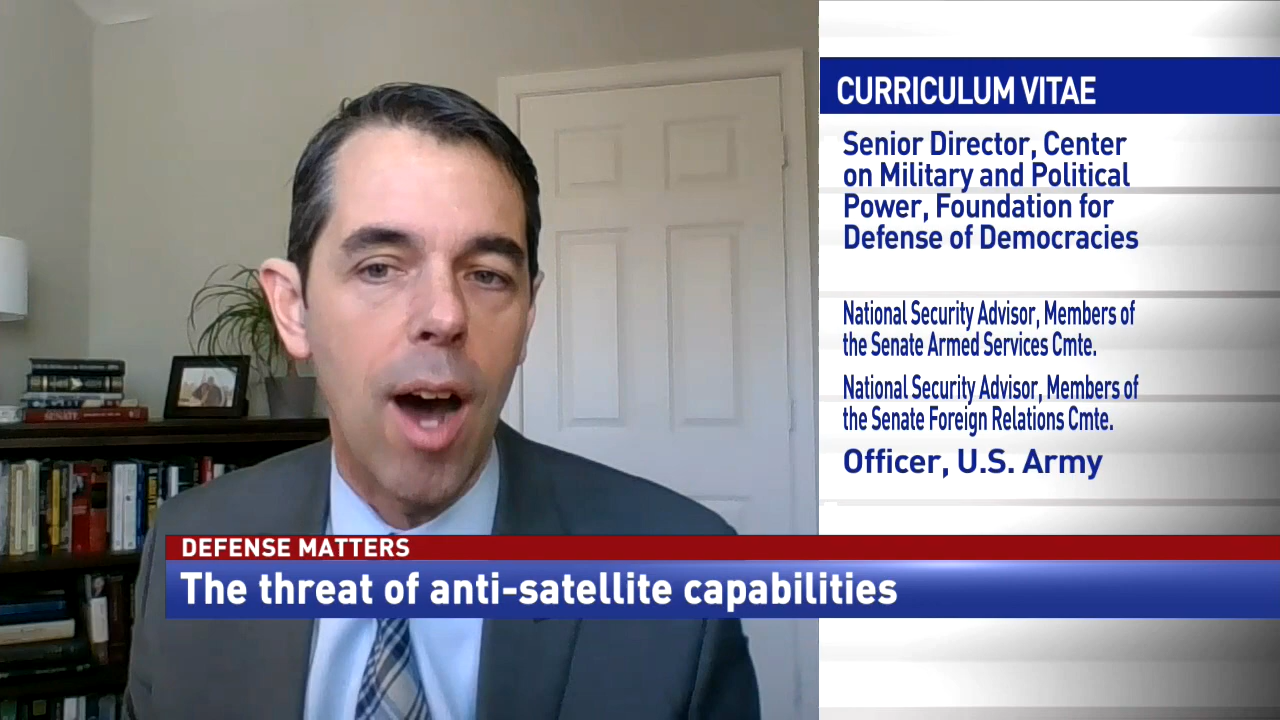 CURRICULUM VITAE
Senior Director, Center
on Military and Political
Power, Foundation for
Defense of Democracies
National Security Advisor, Members of
the Senate Armed Services Cmte.
National Security Advisor, Members of
the Senate Foreign Relations Cmte.
Officer, U.S. Army
SENATE
DEFENSE MATTERS
The threat of anti-satellite capabilities